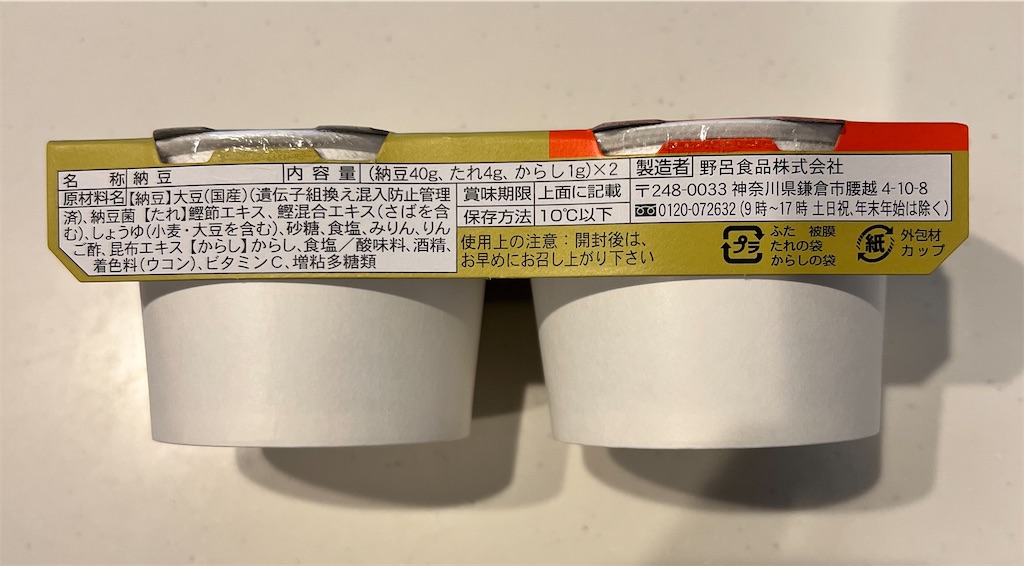 名称 納豆
内容量 (納豆40g、たれ4g、からし1g)×2
原材料名 【納豆】大豆(国産)(遺伝子組換え混入防止管理
済)、納豆菌【たれ】鰹節エキス、鰹混合エキス(さばを含
む)、しょうゆ(小麦・大豆を含む)、砂糖、食塩、みりん、りん
ご酢、昆布エキス【からし】からし、食塩／酸味料、酒精、
着色料(ウコン)、ビタミンC、増粘多糖類
賞味期限 上面に記載
保存方法 10℃以下
使用上の注意：開封後は、
お早めにお召し上がり下さい
製造者 野呂食品株式会社
〒248-0033 神奈川県鎌倉市腰越 4-10-8
0120-072632 (9時〜17時 土日祝、年末年始は除く)
プラ
ふた 被膜
たれの袋
からしの袋
紙
外包材
カップ